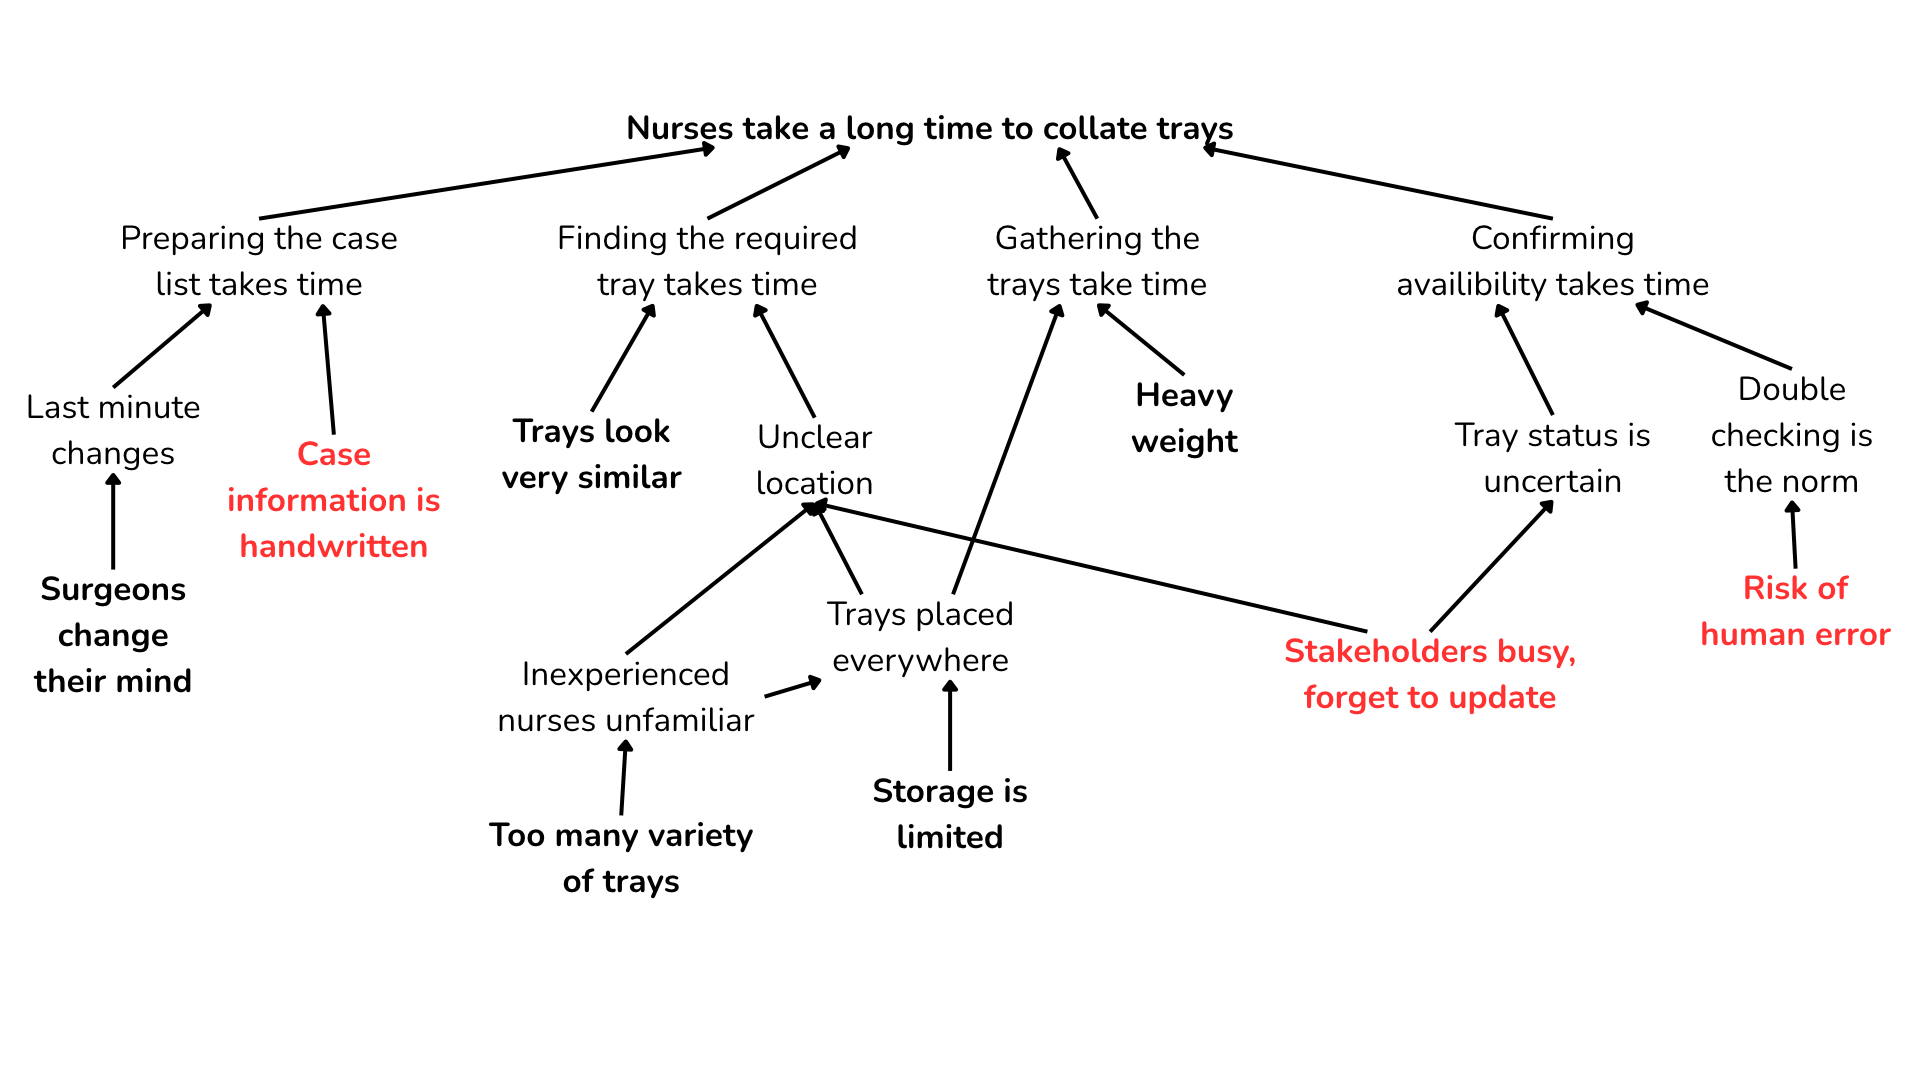 Nurses take a long time to collate trays
Preparing the case
list takes time
Finding the required
tray takes time
Gathering the
trays take time
Confirming
availibility takes time
Last minute
changes
Case
information is
handwritten
Surgeons
change
their mind
Trays look
very similar
Unclear
location
Heavy
weight
Tray status is
uncertain
Double
checking is
the norm
Inexperienced
nurses unfamiliar
Trays placed
everywhere
Stakeholders busy,
forget to update
Risk of
human error
Too many variety
of trays
Storage is
limited